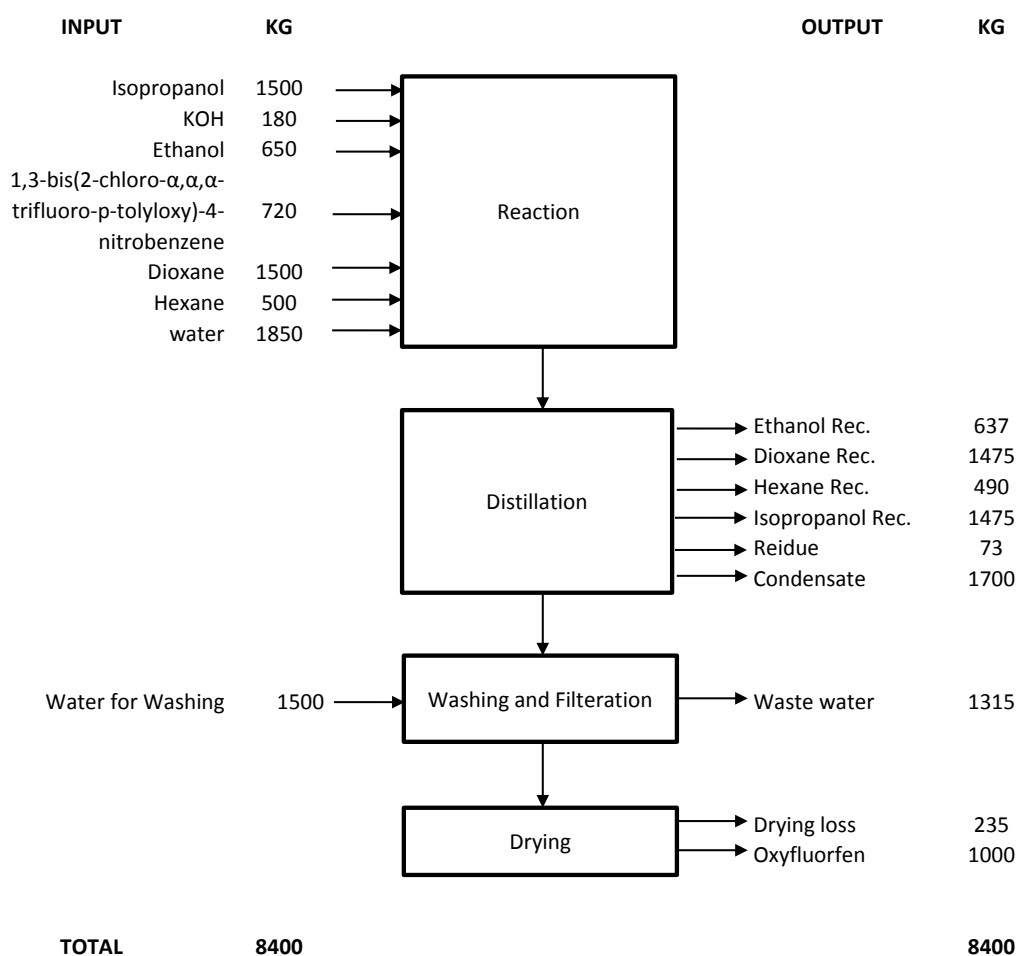 INPUT KG OUTPUT KG
Isopropanol 1500
KOH 180
Ethanol 650
1,3-bis(2-chloro-α,α,α-
trifluoro-p-tolyloxy)-4- 720
nitrobenzene
Reaction
Dioxane 1500
Hexane 500
water 1850
Ethanol Rec. 637
Dioxane Rec. 1475
Hexane Rec. 490
Distillation
Isopropanol Rec. 1475
Reidue 73
Condensate 1700
Water for Washing 1500 Washing and Filteration Waste water 1315
Drying loss 235
Drying
Oxyfluorfen 1000
TOTAL 8400 8400